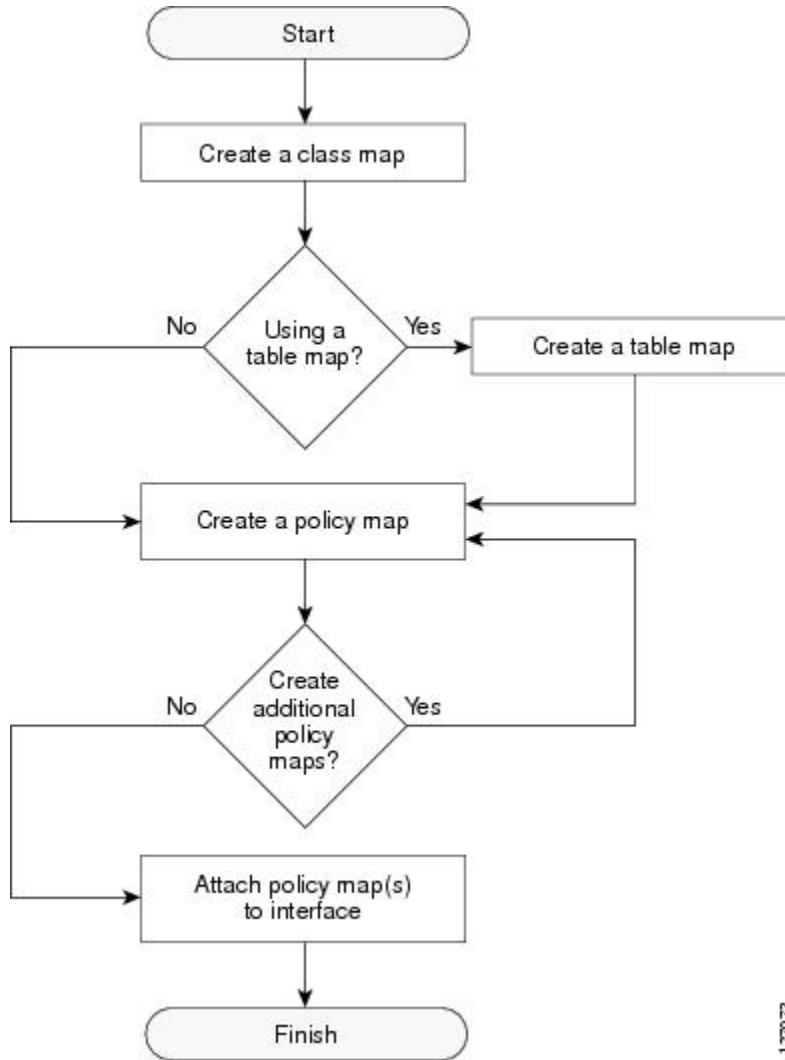 Start
Create a class map
Using a
table map?
No
Yes
Create a table map
Create a policy map
Create
additional
policy
maps?
No
Yes
Attach policy map(s)
to interface
Finish